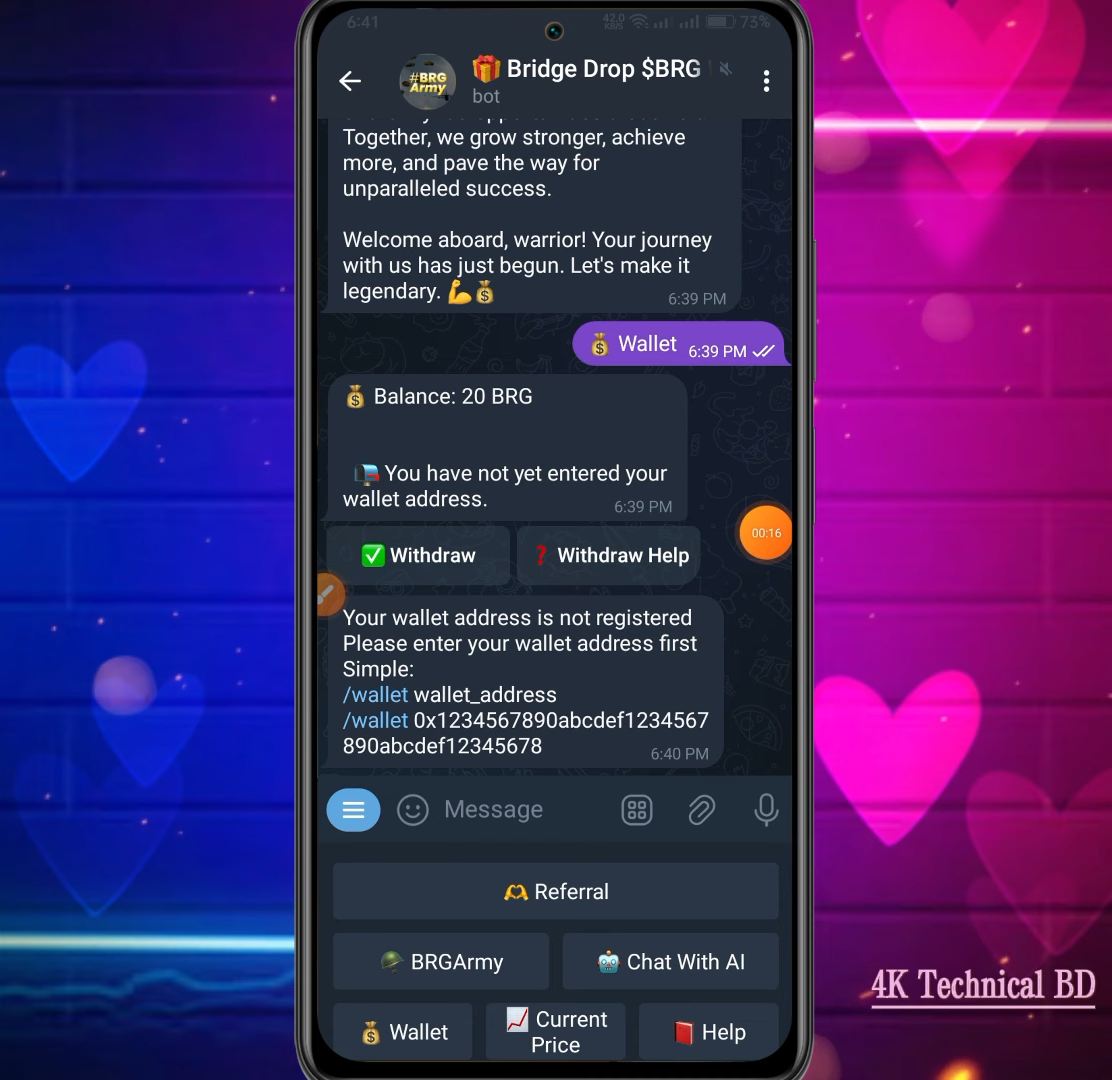 6:41
42.0
KB/S
73%
#BRG
Army
🎁 Bridge Drop $BRG
bot
Together, we grow stronger, achieve
more, and pave the way for
unparalleled success.
Welcome aboard, warrior! Your journey
with us has just begun. Let's make it
legendary. 💪💰
6:39 PM
💰 Wallet 6:39 PM
💰 Balance: 20 BRG
📪 You have not yet entered your
wallet address.
6:39 PM
✅ Withdraw
❓ Withdraw Help
00:16
Your wallet address is not registered
Please enter your wallet address first
Simple:
/wallet wallet_address
/wallet 0x1234567890abcdef1234567
890abcdef12345678
6:40 PM
Message
🫶 Referral
🪖 BRGArmy
🤖 Chat With AI
💰 Wallet
📈 Current
Price
📕 Help
4K Technical BD